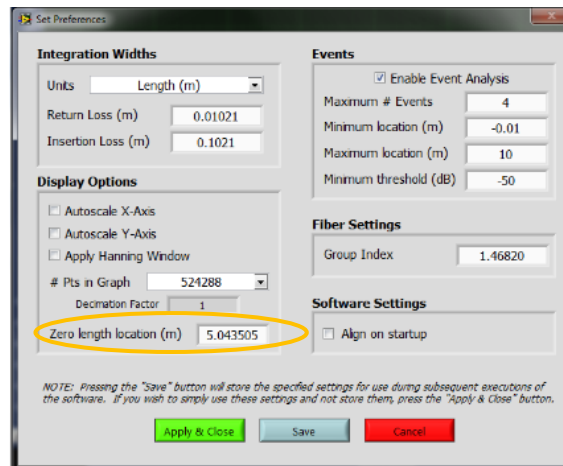 Set Preferences
Integration Widths
Units Length (m)
Return Loss (m) 0.01021
Insertion Loss (m) 0.1021
Display Options
Autoscale X-Axis
Autoscale Y-Axis
Apply Hanning Window
# Pts in Graph 524288
Decimation Factor 1
Zero length location (m) 5.043505
Events
Enable Event Analysis
Maximum # Events 4
Minimum location (m) -0.01
Maximum location (m) 10
Minimum threshold (dB) -50
Fiber Settings
Group Index 1.46820
Software Settings
Align on startup
NOTE: Pressing the "Save" button will store the specified settings for use during subsequent executions of
the software. If you wish to simply use these settings and not store them, press the "Apply & Close" button.
Apply & Close Save Cancel